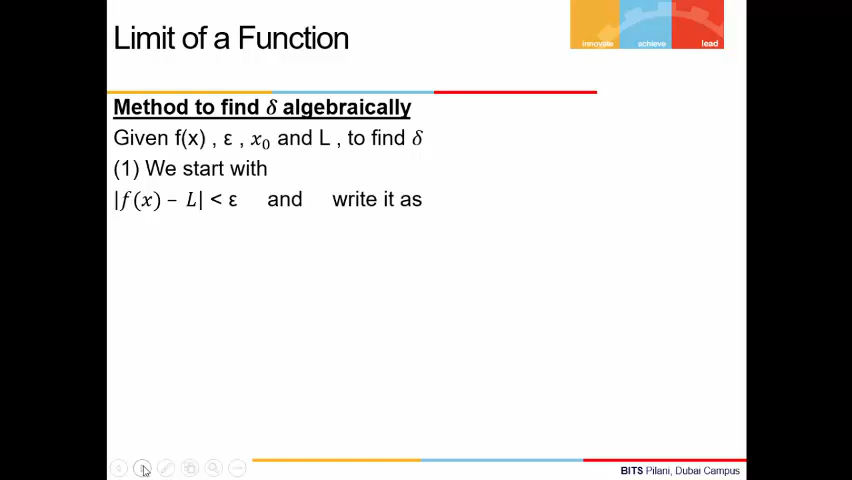 Limit of a Function
innovate achieve lead
Method to find δ algebraically
Given f(x) , ε , x₀ and L , to find δ
(1) We start with
|f(x) − L| < ε and write it as
BITS Pilani, Dubai Campus